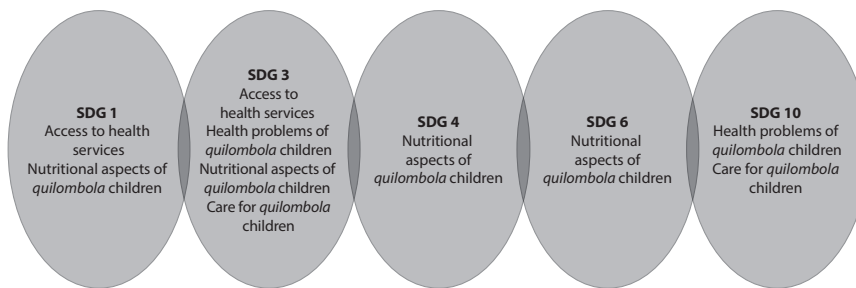 SDG 1
Access to health
services
Nutritional aspects of
quilombola children
SDG 3
Access to
health services
Health problems of
quilombola children
Nutritional aspects of
quilombola children
Care for quilombola
children
SDG 4
Nutritional
aspects of
quilombola children
SDG 6
Nutritional
aspects of
quilombola children
SDG 10
Health problems of
quilombola children
Care for quilombola
children